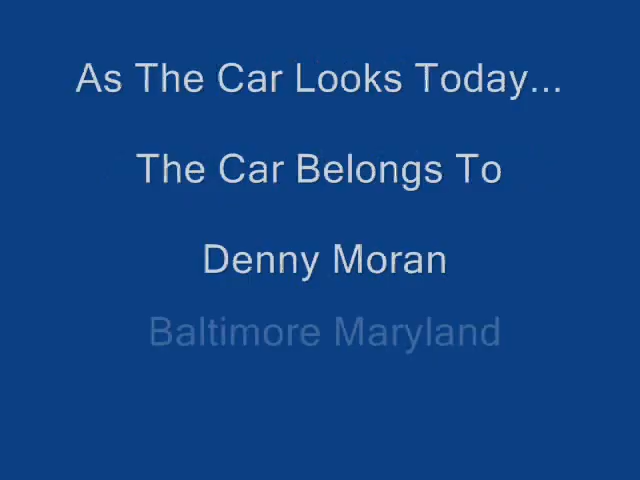 As The Car Looks Today...
The Car Belongs To
Denny Moran
Baltimore Maryland